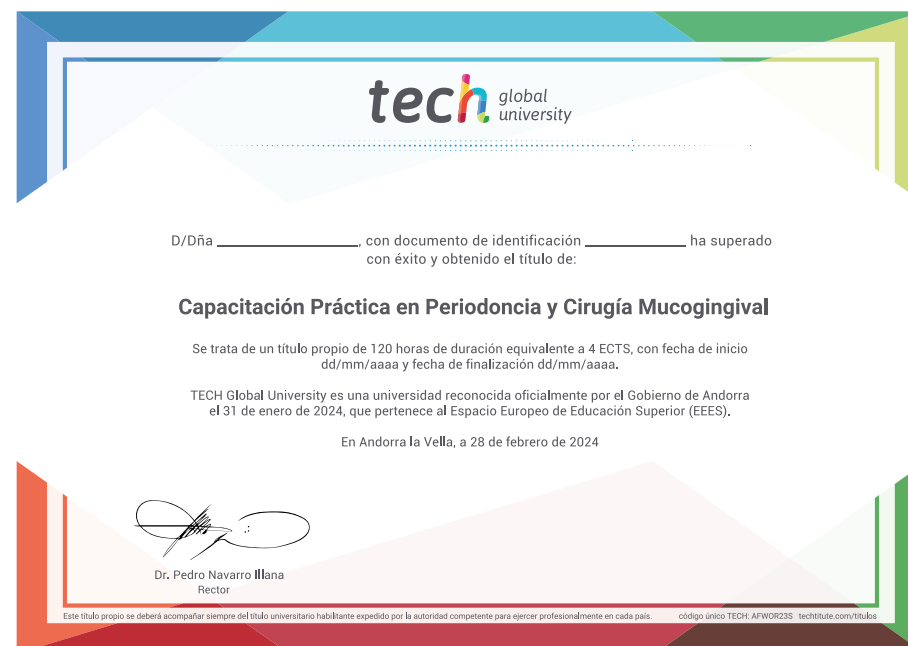 tech global university
D/Dña ____________________, con documento de identificación ______________ ha superado
con éxito y obtenido el título de:
Capacitación Práctica en Periodoncia y Cirugía Mucogingival
Se trata de un título propio de 120 horas de duración equivalente a 4 ECTS, con fecha de inicio
dd/mm/aaaa y fecha de finalización dd/mm/aaaa.
TECH Global University es una universidad reconocida oficialmente por el Gobierno de Andorra
el 31 de enero de 2024, que pertenece al Espacio Europeo de Educación Superior (EEES).
En Andorra la Vella, a 28 de febrero de 2024
Dr. Pedro Navarro Illana
Rector
Este título propio se deberá acompañar siempre del título universitario habilitante expedido por la autoridad competente para ejercer profesionalmente en cada país. código único TECH: AFWOR23S techtitute.com/titulos